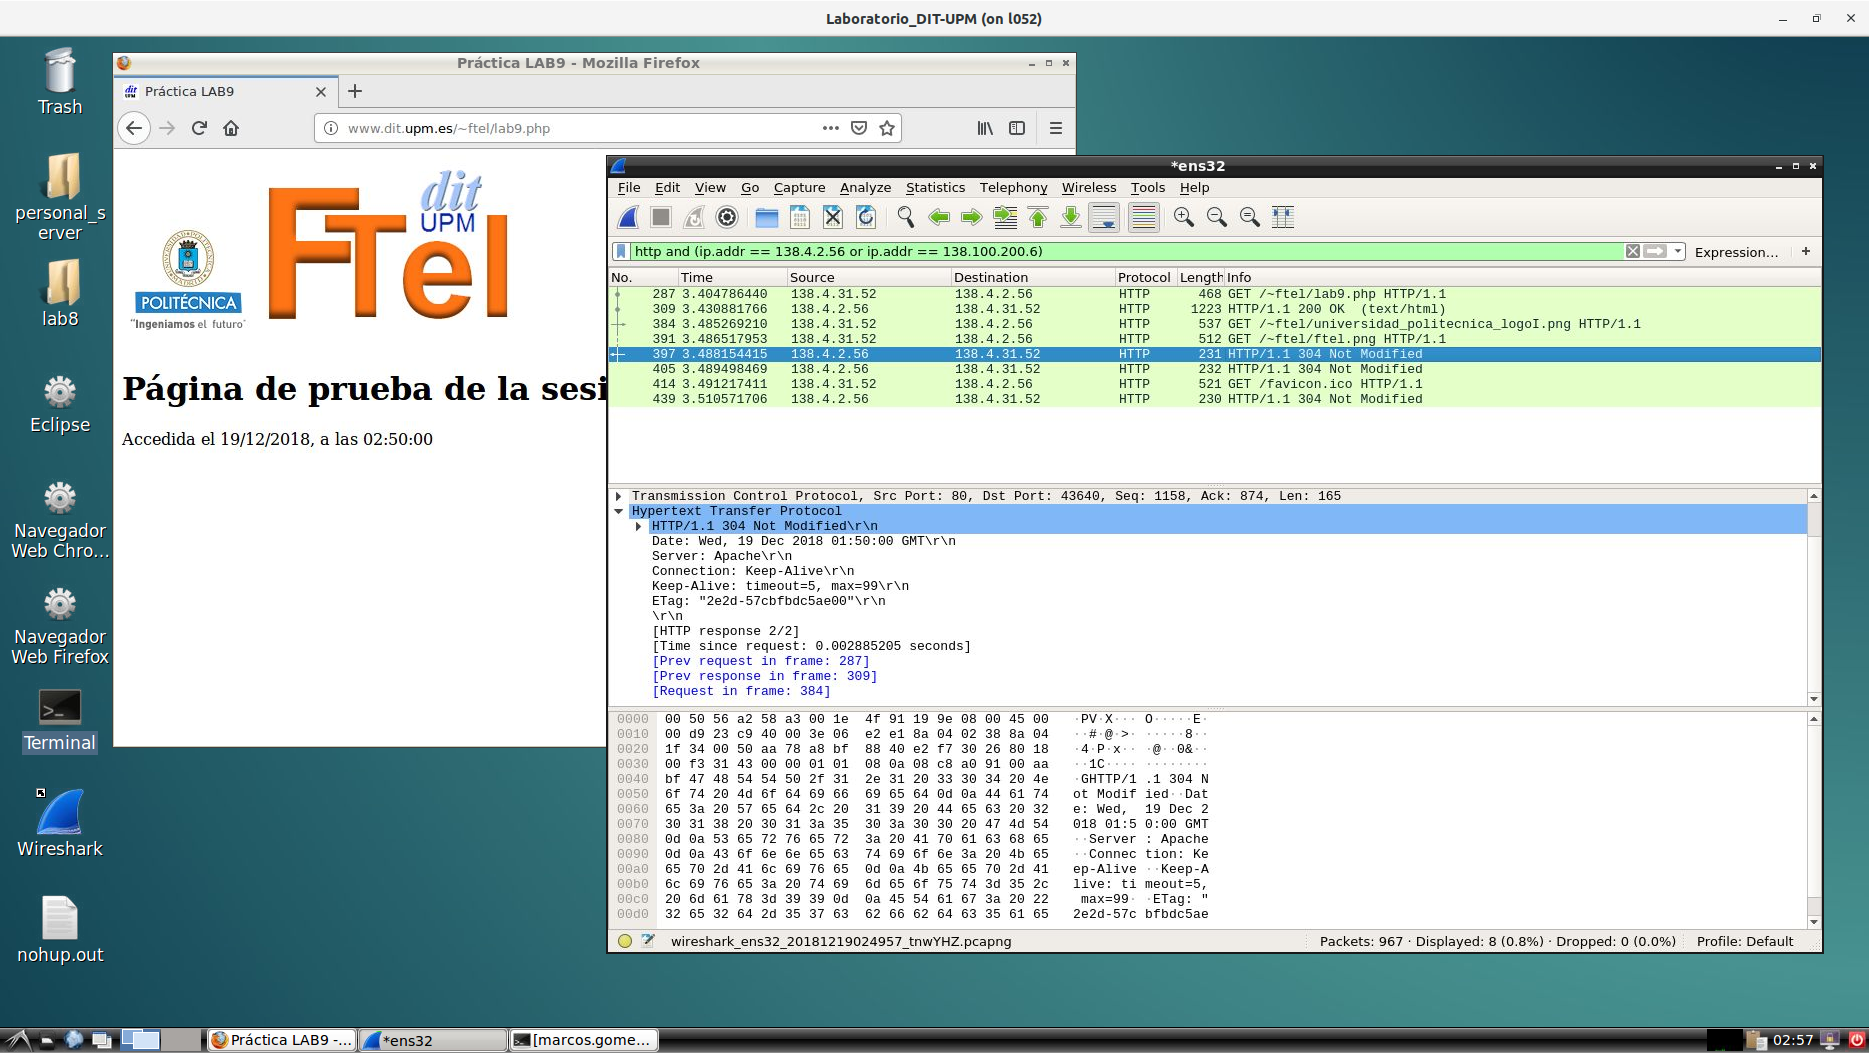 Laboratorio_DIT-UPM (on l052)
Trash
personal_s
erver
lab8
Eclipse
Navegador
Web Chro...
Navegador
Web Firefox
Terminal
Wireshark
nohup.out
Práctica LAB9 - Mozilla Firefox
dit
UPM
Práctica LAB9
www.dit.upm.es/~ftel/lab9.php
POLITÉCNICA
"Ingeniamos el futuro"
FTel
dit
UPM
Página de prueba de la sesi
Accedida el 19/12/2018, a las 02:50:00
*ens32
File Edit View Go Capture Analyze Statistics Telephony Wireless Tools Help
http and (ip.addr == 138.4.2.56 or ip.addr == 138.100.200.6)
Expression... +
No. Time Source Destination Protocol Length Info
287 3.404786440 138.4.31.52 138.4.2.56 HTTP 468 GET /~ftel/lab9.php HTTP/1.1
309 3.430881766 138.4.2.56 138.4.31.52 HTTP 1223 HTTP/1.1 200 OK (text/html)
384 3.485269210 138.4.31.52 138.4.2.56 HTTP 537 GET /~ftel/universidad_politecnica_logoI.png HTTP/1.1
391 3.486517953 138.4.31.52 138.4.2.56 HTTP 512 GET /~ftel/ftel.png HTTP/1.1
397 3.488154415 138.4.2.56 138.4.31.52 HTTP 231 HTTP/1.1 304 Not Modified
405 3.489498469 138.4.2.56 138.4.31.52 HTTP 232 HTTP/1.1 304 Not Modified
414 3.491217411 138.4.31.52 138.4.2.56 HTTP 521 GET /favicon.ico HTTP/1.1
439 3.510571706 138.4.2.56 138.4.31.52 HTTP 230 HTTP/1.1 304 Not Modified
Transmission Control Protocol, Src Port: 80, Dst Port: 43640, Seq: 1158, Ack: 874, Len: 165
Hypertext Transfer Protocol
HTTP/1.1 304 Not Modified\r\n
Date: Wed, 19 Dec 2018 01:50:00 GMT\r\n
Server: Apache\r\n
Connection: Keep-Alive\r\n
Keep-Alive: timeout=5, max=99\r\n
ETag: "2e2d-57cbfbdc5ae00"\r\n
\r\n
[HTTP response 2/2]
[Time since request: 0.002885205 seconds]
[Prev request in frame: 287]
[Prev response in frame: 309]
[Request in frame: 384]
0000 00 50 56 a2 58 a3 00 1e 4f 91 19 9e 08 00 45 00 ·PV·X··· O·····E·
0010 00 d9 23 c9 40 00 3e 06 e2 e1 8a 04 02 38 8a 04 ··#·@·>· ·····8··
0020 1f 34 00 50 aa 78 a8 bf 88 40 e2 f7 30 26 80 18 ·4·P·x·· ·@··0&··
0030 00 f3 31 43 00 00 01 01 08 0a 08 c8 a0 91 00 aa ··1C···· ········
0040 bf 47 48 54 54 50 2f 31 2e 31 20 33 30 34 20 4e ·GHTTP/1 .1 304 N
0050 6f 74 20 4d 6f 64 69 66 69 65 64 0d 0a 44 61 74 ot Modif ied··Dat
0060 65 3a 20 57 65 64 2c 20 31 39 20 44 65 63 20 32 e: Wed, 19 Dec 2
0070 30 31 38 20 30 31 3a 35 30 3a 30 30 20 47 4d 54 018 01:5 0:00 GMT
0080 0d 0a 53 65 72 76 65 72 3a 20 41 70 61 63 68 65 ··Server : Apache
0090 0d 0a 43 6f 6e 6e 65 63 74 69 6f 6e 3a 20 4b 65 ··Connec tion: Ke
00a0 65 70 2d 41 6c 69 76 65 0d 0a 4b 65 65 70 2d 41 ep-Alive ··Keep-A
00b0 6c 69 76 65 3a 20 74 69 6d 65 6f 75 74 3d 35 2c live: ti meout=5,
00c0 20 6d 61 78 3d 39 39 0d 0a 45 54 61 67 3a 20 22 max=99· ·ETag: "
00d0 32 65 32 64 2d 35 37 63 62 66 62 64 63 35 61 65 2e2d-57c bfbdc5ae
wireshark_ens32_20181219024957_tnwYHZ.pcapng
Packets: 967 · Displayed: 8 (0.8%) · Dropped: 0 (0.0%)
Profile: Default
Práctica LAB9 -...
*ens32
[marcos.gome...
02:57